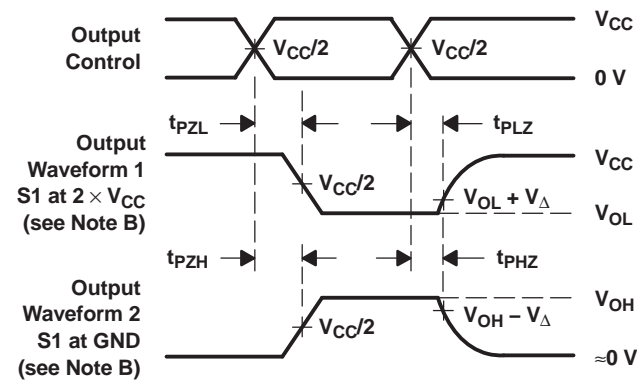 Output
Control
V_CC
V_CC/2
V_CC/2
0 V
t_PZL
t_PLZ
Output
Waveform 1
S1 at 2 × V_CC
(see Note B)
V_CC
V_CC/2
V_OL + V_Δ
V_OL
t_PZH
t_PHZ
Output
Waveform 2
S1 at GND
(see Note B)
V_OH
V_CC/2
V_OH − V_Δ
≈0 V